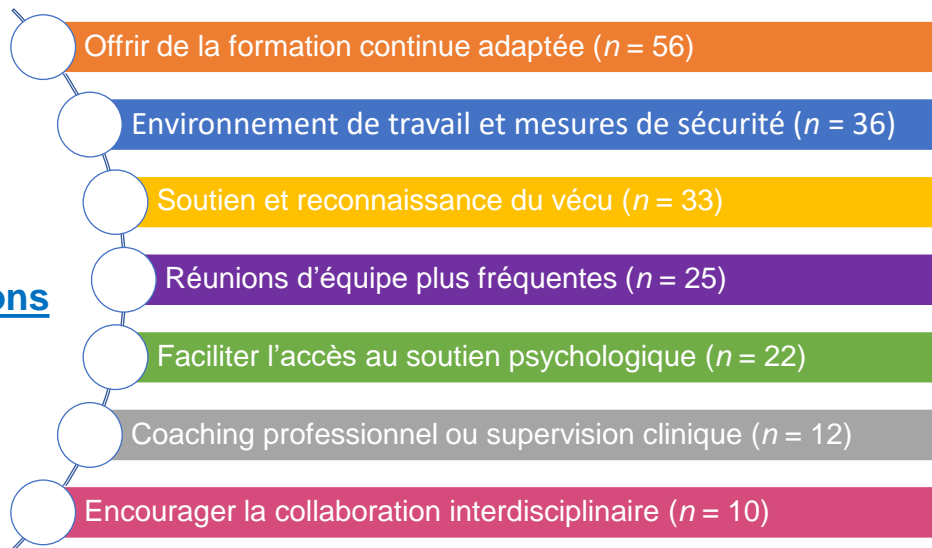 Offrir de la formation continue adaptée (n = 56)
Environnement de travail et mesures de sécurité (n = 36)
Soutien et reconnaissance du vécu (n = 33)
Réunions d'équipe plus fréquentes (n = 25)
ons
Faciliter l'accès au soutien psychologique (n = 22)
Coaching professionnel ou supervision clinique (n = 12)
Encourager la collaboration interdisciplinaire (n = 10)